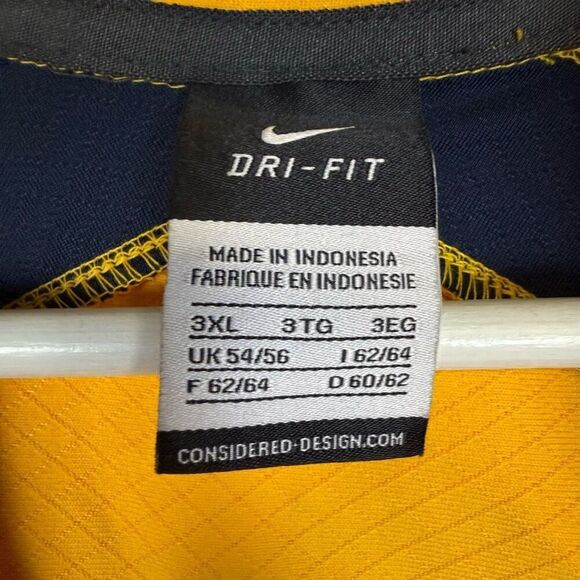 DRI-FIT
MADE IN INDONESIA
FABRIQUE EN INDONESIE
3XL 3TG 3EG
UK 54/56 I 62/64
F 62/64 D 60/62
CONSIDERED-DESIGN.COM